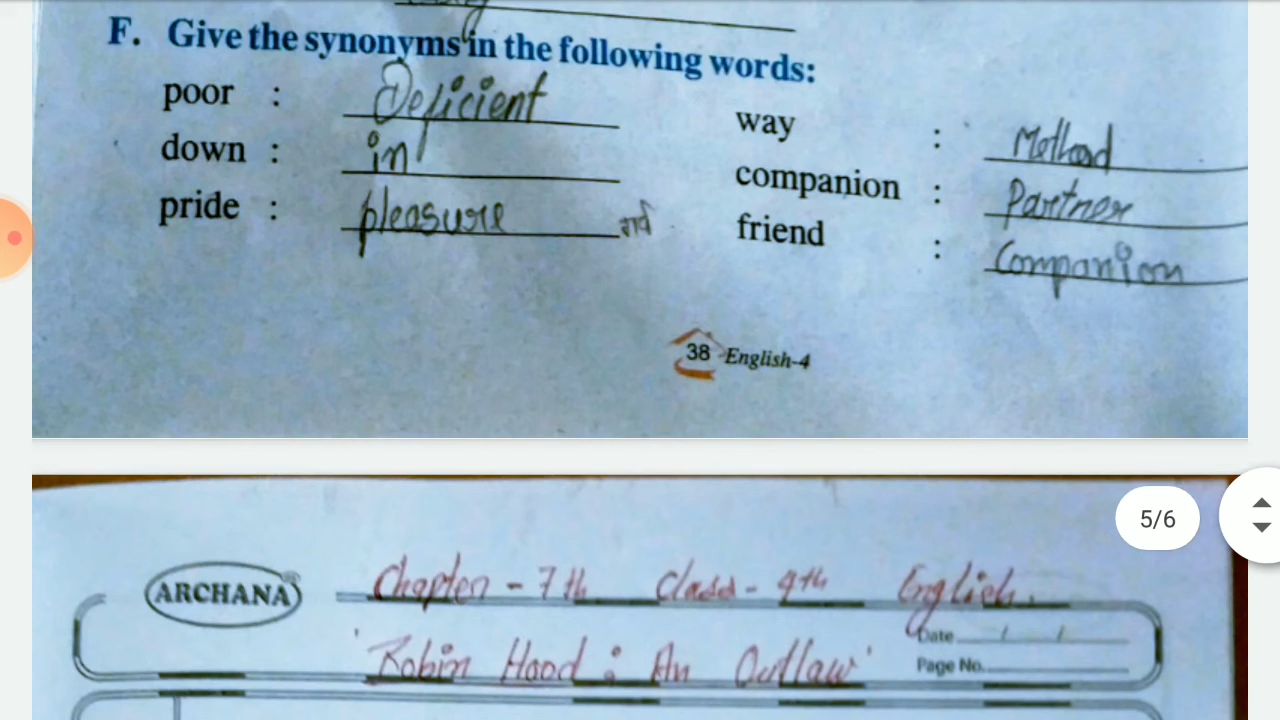 F. Give the synonyms in the following words:
poor : Deficient
down : in
pride : pleasure गर्व
way : Method
companion : Partner
friend : Companion
38 English-4
5/6
ARCHANA
Chapter - 7th Class - 4th English.
Date / /
'Robin Hood : An Outlaw'
Page No.